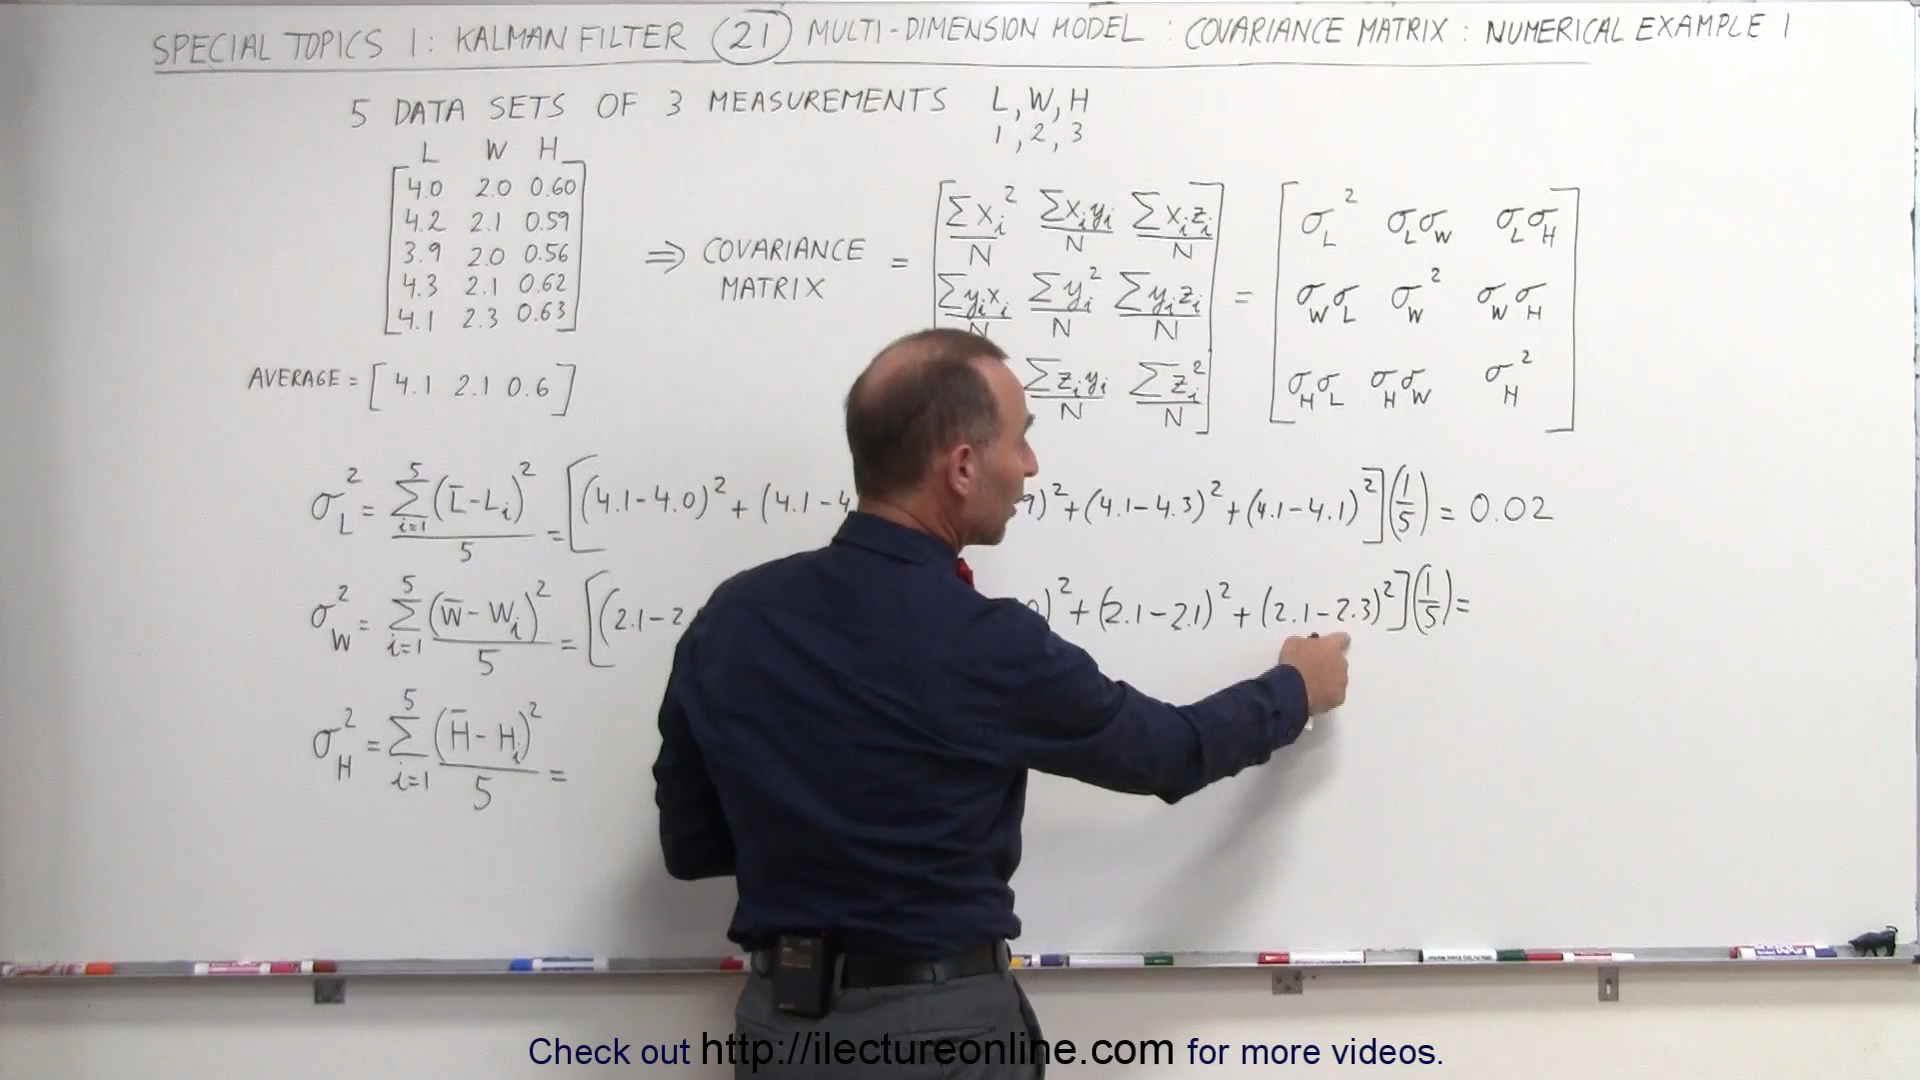 SPECIAL TOPICS 1: KALMAN FILTER (21) MULTI-DIMENSION MODEL : COVARIANCE MATRIX : NUMERICAL EXAMPLE 1
5 DATA SETS OF 3 MEASUREMENTS L, W, H
1, 2, 3
L W H
4.0 2.0 0.60
4.2 2.1 0.59
3.9 2.0 0.56
4.3 2.1 0.62
4.1 2.3 0.63
⇒ COVARIANCE MATRIX =
[ Σxᵢ²/N Σxᵢyᵢ/N Σxᵢzᵢ/N
Σyᵢxᵢ/N Σyᵢ²/N Σyᵢzᵢ/N
Σzᵢyᵢ/N Σzᵢ²/N ]
=
[ σ_L² σ_Lσ_W σ_Lσ_H
σ_Wσ_L σ_W² σ_Wσ_H
σ_Hσ_L σ_Hσ_W σ_H² ]
AVERAGE = [ 4.1 2.1 0.6 ]
σ_L² = Σ_{i=1}^{5} (L̄-Lᵢ)²/5 = [(4.1-4.0)² + (4.1-4 9)² + (4.1-4.3)² + (4.1-4.1)²](1/5) = 0.02
σ_W² = Σ_{i=1}^{5} (W̄-Wᵢ)²/5 = [(2.1-2. 0)² + (2.1-2.1)² + (2.1-2.3)²](1/5) =
σ_H² = Σ_{i=1}^{5} (H̄-Hᵢ)²/5 =
Check out http://ilectureonline.com for more videos.